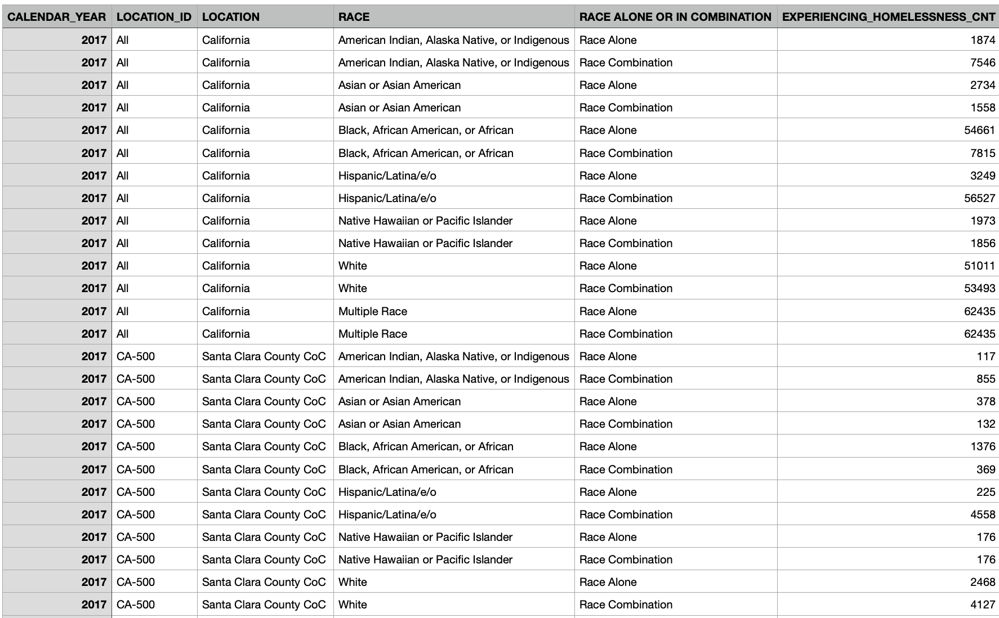 CALENDAR_YEAR LOCATION_ID LOCATION RACE RACE ALONE OR IN COMBINATION EXPERIENCING_HOMELESSNESS_CNT
2017 All California American Indian, Alaska Native, or Indigenous Race Alone 1874
2017 All California American Indian, Alaska Native, or Indigenous Race Combination 7546
2017 All California Asian or Asian American Race Alone 2734
2017 All California Asian or Asian American Race Combination 1558
2017 All California Black, African American, or African Race Alone 54661
2017 All California Black, African American, or African Race Combination 7815
2017 All California Hispanic/Latina/e/o Race Alone 3249
2017 All California Hispanic/Latina/e/o Race Combination 56527
2017 All California Native Hawaiian or Pacific Islander Race Alone 1973
2017 All California Native Hawaiian or Pacific Islander Race Combination 1856
2017 All California White Race Alone 51011
2017 All California White Race Combination 53493
2017 All California Multiple Race Race Alone 62435
2017 All California Multiple Race Race Combination 62435
2017 CA-500 Santa Clara County CoC American Indian, Alaska Native, or Indigenous Race Alone 117
2017 CA-500 Santa Clara County CoC American Indian, Alaska Native, or Indigenous Race Combination 855
2017 CA-500 Santa Clara County CoC Asian or Asian American Race Alone 378
2017 CA-500 Santa Clara County CoC Asian or Asian American Race Combination 132
2017 CA-500 Santa Clara County CoC Black, African American, or African Race Alone 1376
2017 CA-500 Santa Clara County CoC Black, African American, or African Race Combination 369
2017 CA-500 Santa Clara County CoC Hispanic/Latina/e/o Race Alone 225
2017 CA-500 Santa Clara County CoC Hispanic/Latina/e/o Race Combination 4558
2017 CA-500 Santa Clara County CoC Native Hawaiian or Pacific Islander Race Alone 176
2017 CA-500 Santa Clara County CoC Native Hawaiian or Pacific Islander Race Combination 176
2017 CA-500 Santa Clara County CoC White Race Alone 2468
2017 CA-500 Santa Clara County CoC White Race Combination 4127